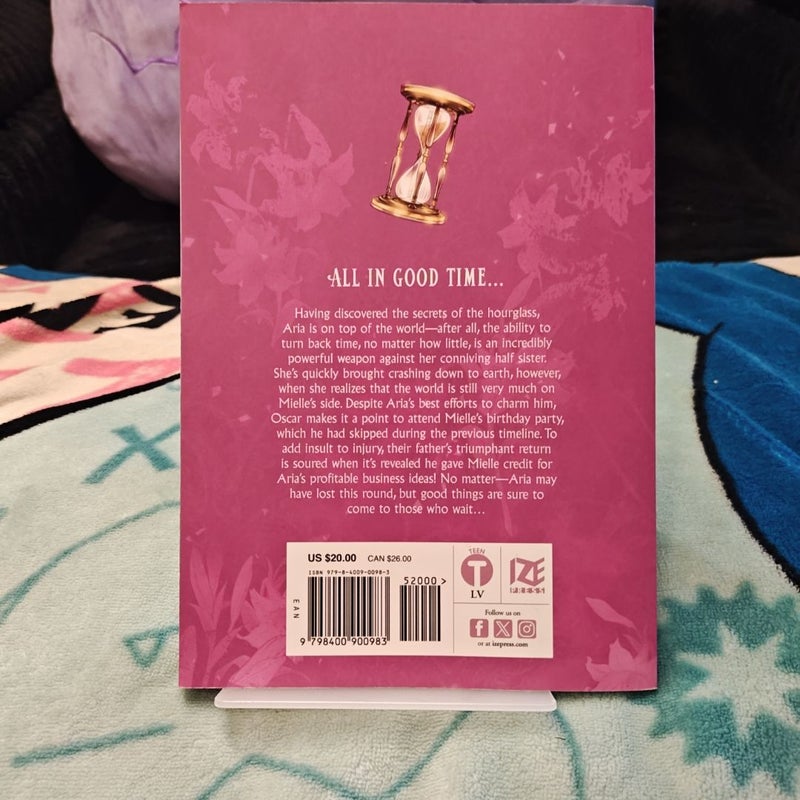 ALL IN GOOD TIME...
Having discovered the secrets of the hourglass,
Aria is on top of the world—after all, the ability to
turn back time, no matter how little, is an incredibly
powerful weapon against her conniving half sister.
She's quickly brought crashing down to earth, however,
when she realizes that the world is still very much on
Mielle's side. Despite Aria's best efforts to charm him,
Oscar makes it a point to attend Mielle's birthday party,
which he had skipped during the previous timeline. To
add insult to injury, their father's triumphant return
is soured when it's revealed he gave Mielle credit for
Aria's profitable business ideas! No matter—Aria may
have lost this round, but good things are sure to
come to those who wait...
US $20.00 CAN $26.00
ISBN 979-8-4009-0098-3
52000 >
EAN
9 798400 900983
TEEN
T
LV
IZE
PRESS
Follow us on
or at izepress.com